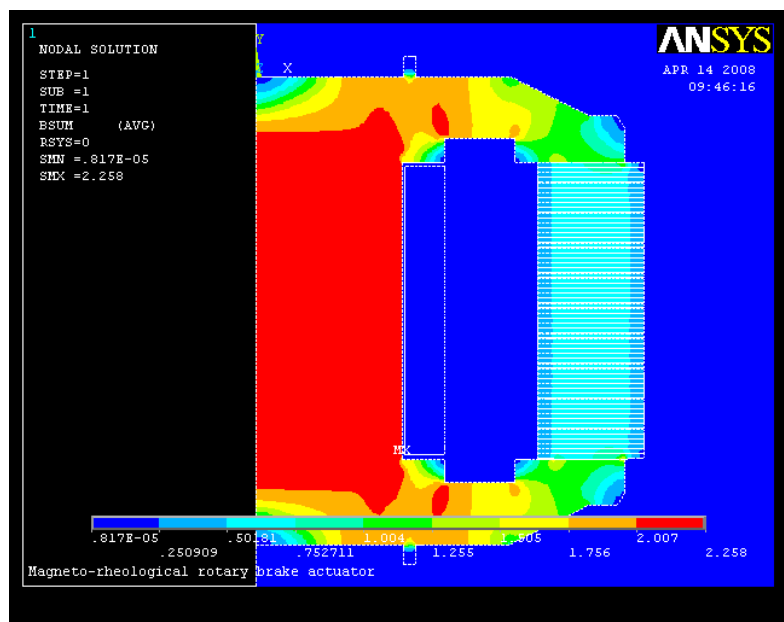 1
NODAL SOLUTION
STEP=1
SUB =1
TIME=1
BSUM (AVG)
RSYS=0
SMN =.817E-05
SMX =2.258
Y
X
ANSYS
APR 14 2008
09:46:16
MX
.817E-05
.250909
.752711
1.004
1.255
1.756
2.007
2.258
Magneto-rheological rotary brake actuator